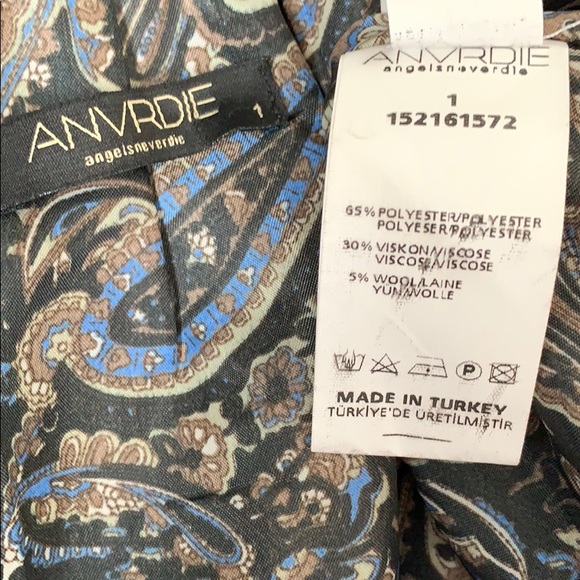 ANVRDIE
angelsneverdie
1
ANVRDIE
angelsneverdie
1
152161572
65% POLYESTER/POLYESTER
POLYESER/POLYESTER
30% VISKON/VISCOSE
VISCOSE/VISCOSE
5% WOOL/LAINE
YUN/WOLLE
P
MADE IN TURKEY
TÜRKİYE'DE ÜRETİLMİŞTİR